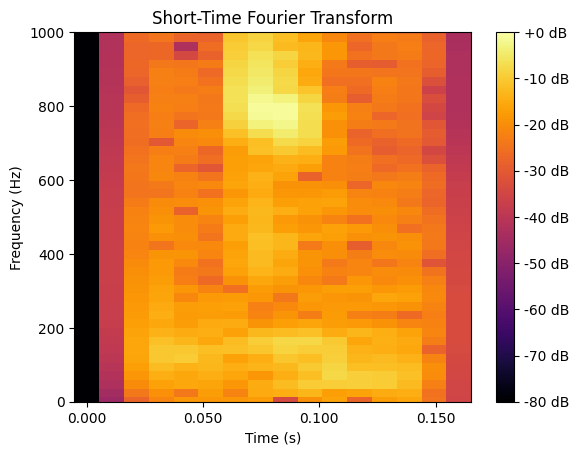 Short-Time Fourier Transform
1000
800
600
400
200
0
Frequency (Hz)
0.000
0.050
0.100
0.150
Time (s)
+0 dB
-10 dB
-20 dB
-30 dB
-40 dB
-50 dB
-60 dB
-70 dB
-80 dB